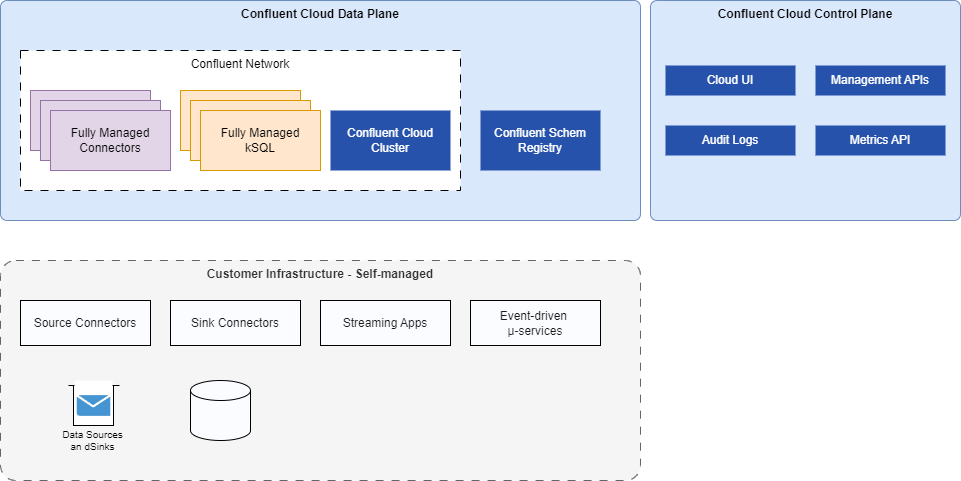 Confluent Cloud Data Plane
Confluent Network
Fully Managed
Connectors
Fully Managed
kSQL
Confluent Cloud
Cluster
Confluent Schem
Registry
Confluent Cloud Control Plane
Cloud UI
Management APIs
Audit Logs
Metrics API
Customer Infrastructure - Self-managed
Source Connectors
Sink Connectors
Streaming Apps
Event-driven
µ-services
Data Sources
an dSinks